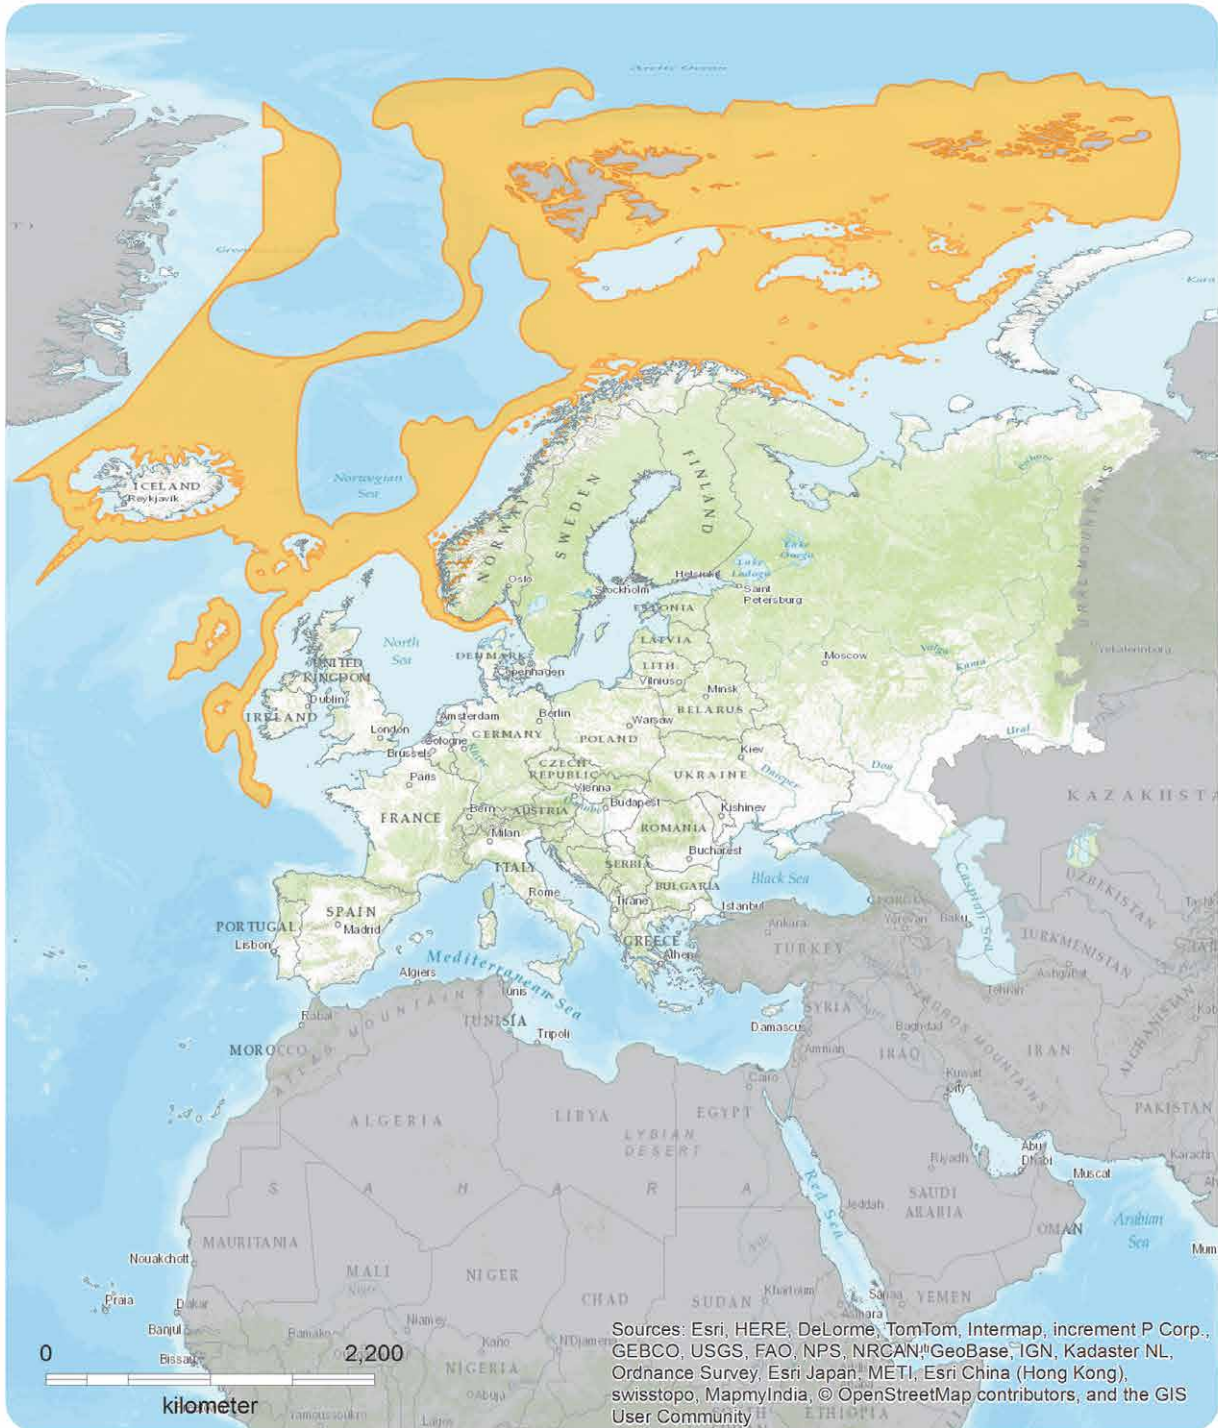 Arctic Ocean
ICELAND
Reykjavik
Norwegian
Sea
NORWAY
SWEDEN
FINLAND
Lake
Onega
Lake
Ladoga
Oslo
Stockholm
Helsinki
Saint
Petersburg
ESTONIA
URAL MOUNTAINS
North
Sea
LATVIA
DENMARK
Copenhagen
LITH.
Vilnius
Moscow
Volga
Kama
Yekaterinburg
UNITED
KINGDOM
Dublin
IRELAND
Minsk
BELARUS
London
Amsterdam
Berlin
Warsaw
GERMANY
POLAND
Cologne
Brussels
Rhine
Kiev
Ural
Don
Dnieper
Paris
CZECH
REPUBLIC
UKRAINE
Vienna
Danube
Budapest
Kishinev
KAZAKHSTA
FRANCE
Bern
AUSTRIA
Milan
ROMANIA
Bucharest
ITALY
SERBIA
Black Sea
Caspian Sea
UZBEKISTAN
BULGARIA
Rome
Tirane
Istanbul
PORTUGAL
SPAIN
Madrid
Lisbon
Ankara
Yerevan
Baku
TURKEY
TURKMENISTAN
GREECE
Athens
Mediterranean Sea
Algiers
Tunis
Ashgabat
Tehran
Rabat
ATLAS MOUNTAINS
TUNISIA
Tripoli
SYRIA
Damascus
Baghdad
ZAGROS MOUNTAINS
AFGHANISTAN
MOROCCO
Amman
IRAQ
IRAN
Cairo
Kuwait
City
PAKISTAN
ALGERIA
LIBYA
EGYPT
LYBIAN
DESERT
Abu
Dhabi
Karachi
Riyadh
Muscat
SAHARA
Red Sea
Jeddah
SAUDI
ARABIA
OMAN
Arabian
Sea
MAURITANIA
Nouakchott
MALI
NIGER
CHAD
SUDAN
Khartoum
Sanaa
YEMEN
Asmara
Praia
Dakar
Banjul
Bissau
Bamako
Niamey
Kano
N'Djamena
NIGERIA
Abuja
Yamoussoukro
Lagos
ETHIOPIA
0 2,200
kilometer
Sources: Esri, HERE, DeLorme, TomTom, Intermap, increment P Corp.,
GEBCO, USGS, FAO, NPS, NRCAN, GeoBase, IGN, Kadaster NL,
Ordnance Survey, Esri Japan, METI, Esri China (Hong Kong),
swisstopo, MapmyIndia, © OpenStreetMap contributors, and the GIS
User Community